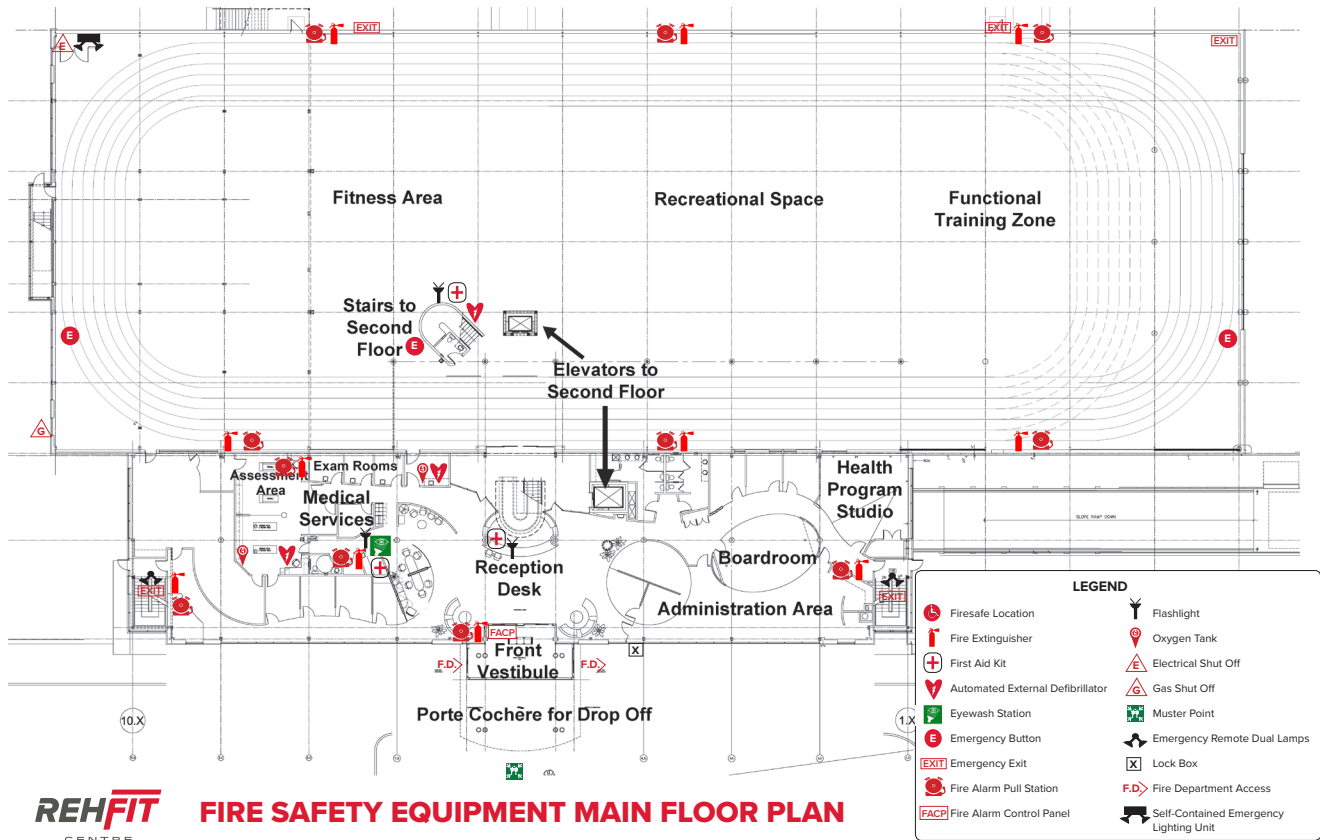 EXIT
EXIT
EXIT
E
Fitness Area
Recreational Space
Functional
Training Zone
Stairs to
Second
Floor
E
E
E
Elevators to
Second Floor
G
Assessment
Area
Exam Rooms
Medical
Services
Health
Program
Studio
SLOPE RAMP DOWN
Reception
Desk
Boardroom
Administration Area
EXIT
EXIT
FACP
Front
Vestibule
F.D.
F.D.
X
Porte Cochère for Drop Off
10.X
1.X
LEGEND
Firesafe Location
Fire Extinguisher
First Aid Kit
Automated External Defibrillator
Eyewash Station
E Emergency Button
EXIT Emergency Exit
Fire Alarm Pull Station
FACP Fire Alarm Control Panel
Flashlight
Oxygen Tank
E Electrical Shut Off
G Gas Shut Off
Muster Point
Emergency Remote Dual Lamps
X Lock Box
F.D. Fire Department Access
Self-Contained Emergency
Lighting Unit
REHFIT
CENTRE
FIRE SAFETY EQUIPMENT MAIN FLOOR PLAN